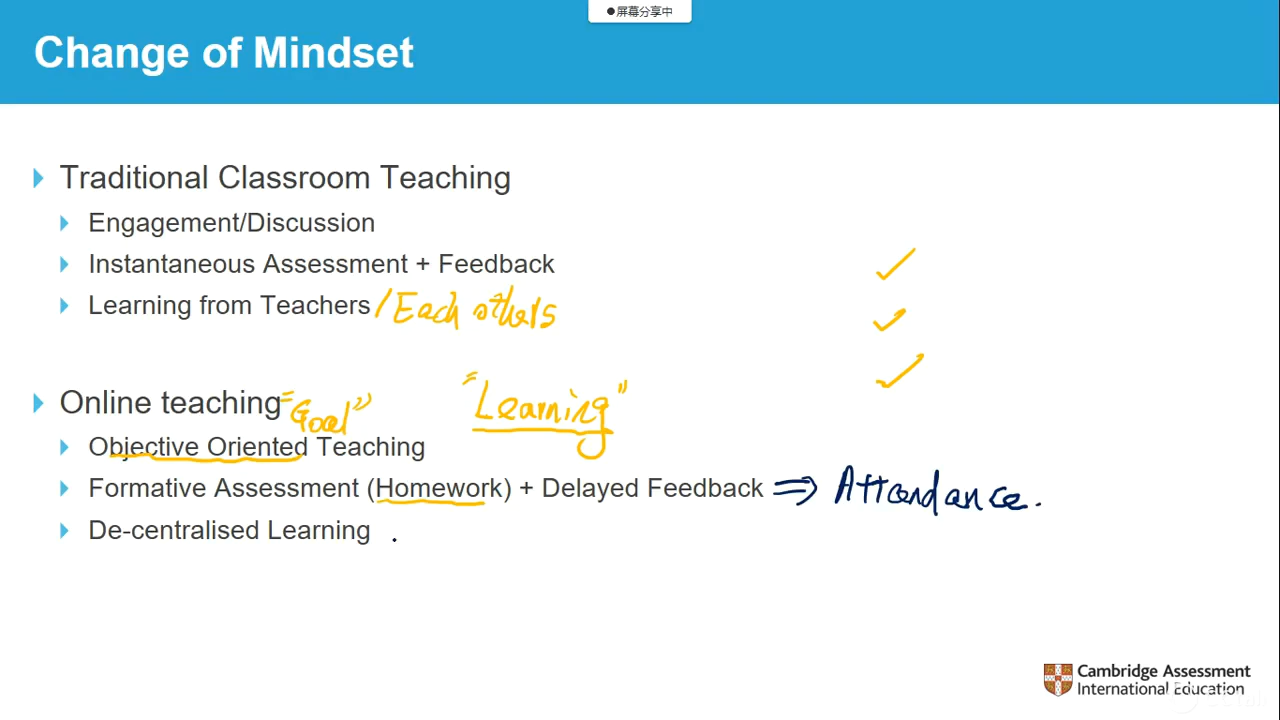 屏幕分享中
Change of Mindset
Traditional Classroom Teaching
Engagement/Discussion
Instantaneous Assessment + Feedback
Learning from Teachers / Each others
Online teaching "Goal" "Learning"
Objective Oriented Teaching
Formative Assessment (Homework) + Delayed Feedback ⇒ Attendance.
De-centralised Learning
Cambridge Assessment
International Education